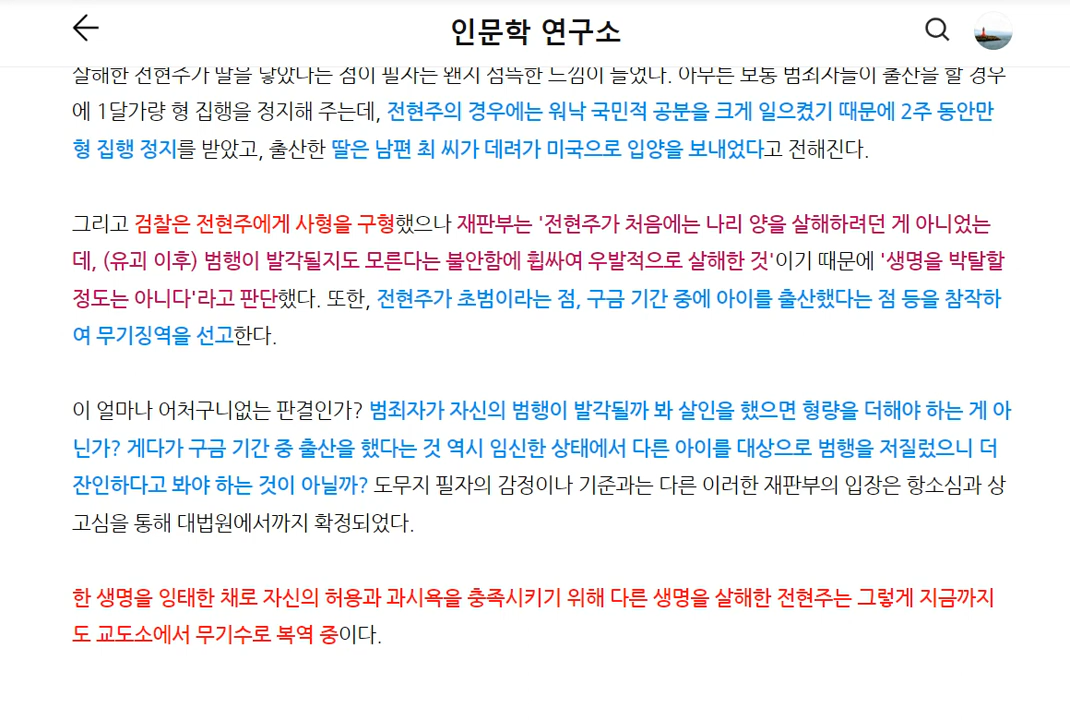 인문학 연구소
살해한 전현주가 딸을 낳았다는 점이 필자는 왠지 섬뜩한 느낌이 들었다. 아무튼 보통 범죄자들이 출산을 할 경우
에 1달가량 형 집행을 정지해 주는데, 전현주의 경우에는 워낙 국민적 공분을 크게 일으켰기 때문에 2주 동안만
형 집행 정지를 받았고, 출산한 딸은 남편 최 씨가 데려가 미국으로 입양을 보내었다고 전해진다.
그리고 검찰은 전현주에게 사형을 구형했으나 재판부는 '전현주가 처음에는 나리 양을 살해하려던 게 아니었는
데, (유괴 이후) 범행이 발각될지도 모른다는 불안함에 휩싸여 우발적으로 살해한 것'이기 때문에 '생명을 박탈할
정도는 아니다'라고 판단했다. 또한, 전현주가 초범이라는 점, 구금 기간 중에 아이를 출산했다는 점 등을 참작하
여 무기징역을 선고한다.
이 얼마나 어처구니없는 판결인가? 범죄자가 자신의 범행이 발각될까 봐 살인을 했으면 형량을 더해야 하는 게 아
닌가? 게다가 구금 기간 중 출산을 했다는 것 역시 임신한 상태에서 다른 아이를 대상으로 범행을 저질렀으니 더
잔인하다고 봐야 하는 것이 아닐까? 도무지 필자의 감정이나 기준과는 다른 이러한 재판부의 입장은 항소심과 상
고심을 통해 대법원에서까지 확정되었다.
한 생명을 잉태한 채로 자신의 허용과 과시욕을 충족시키기 위해 다른 생명을 살해한 전현주는 그렇게 지금까지
도 교도소에서 무기수로 복역 중이다.